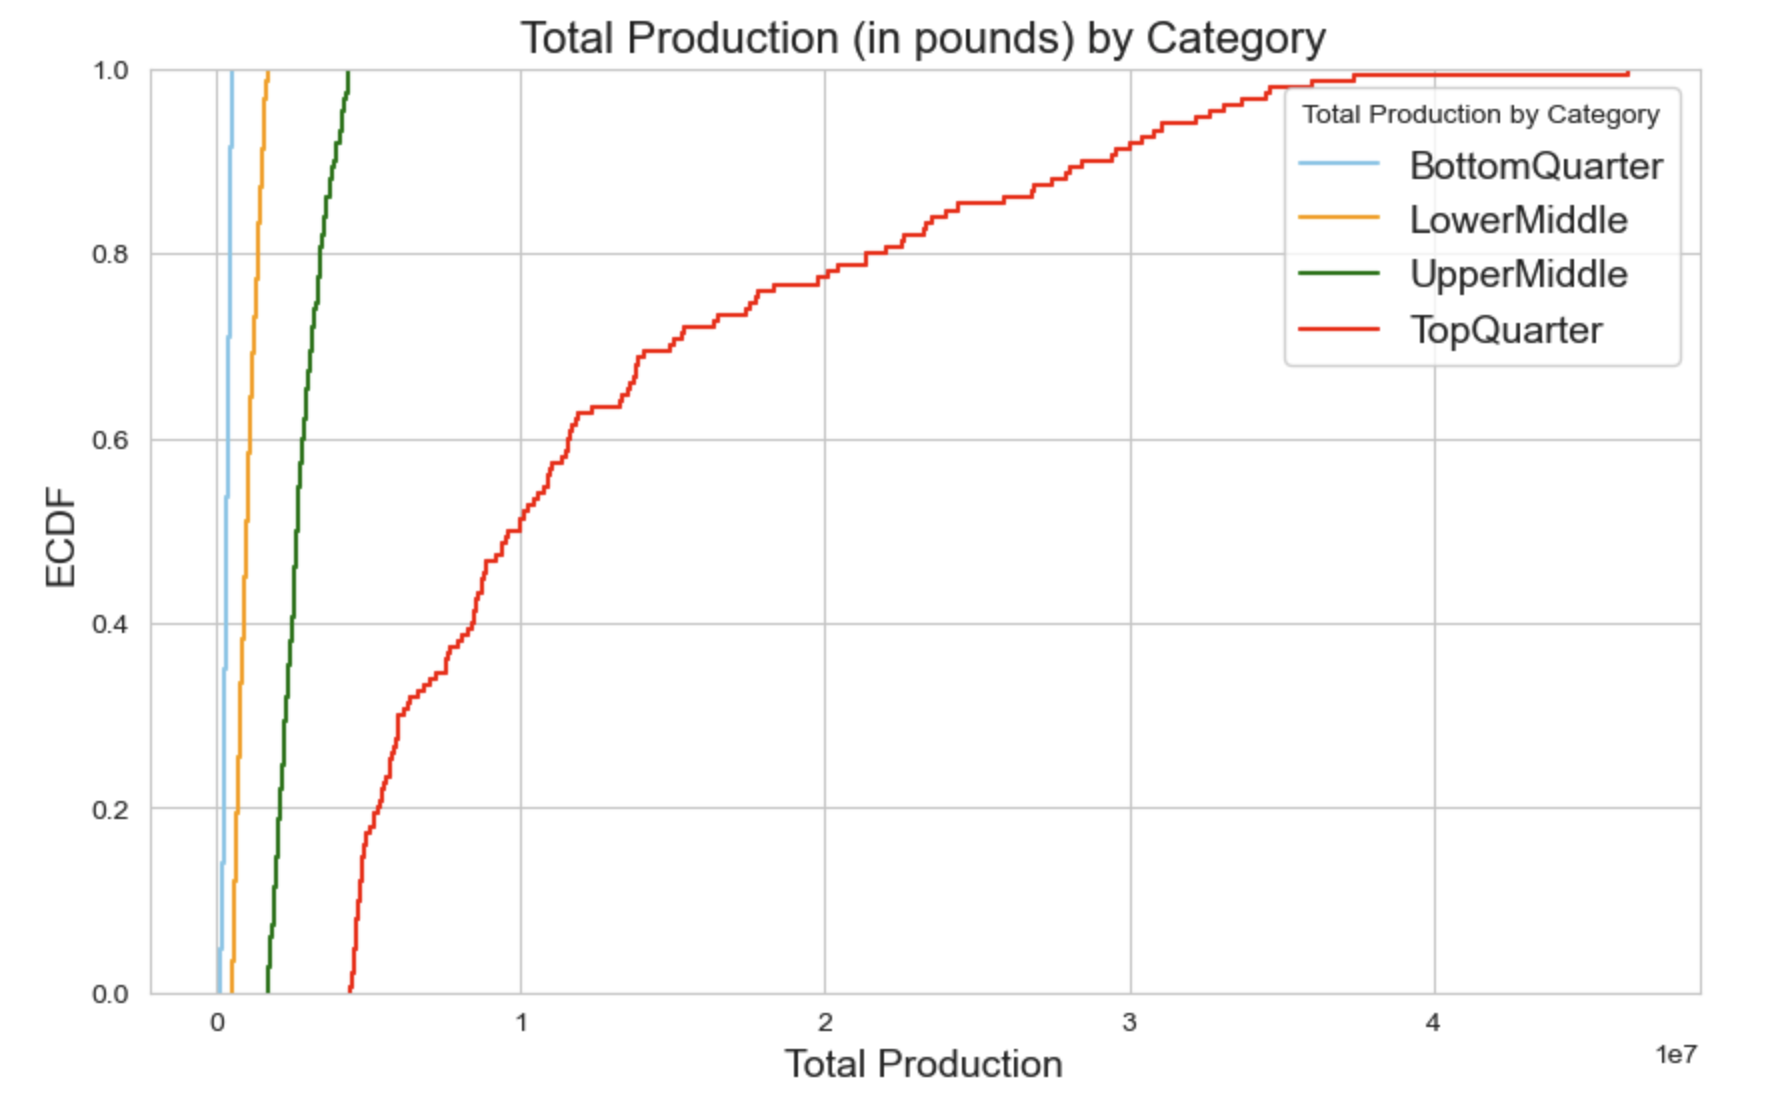 Total Production (in pounds) by Category
1.0
0.8
0.6
0.4
0.2
0.0
ECDF
Total Production by Category
BottomQuarter
LowerMiddle
UpperMiddle
TopQuarter
0 1 2 3 4
1e7
Total Production